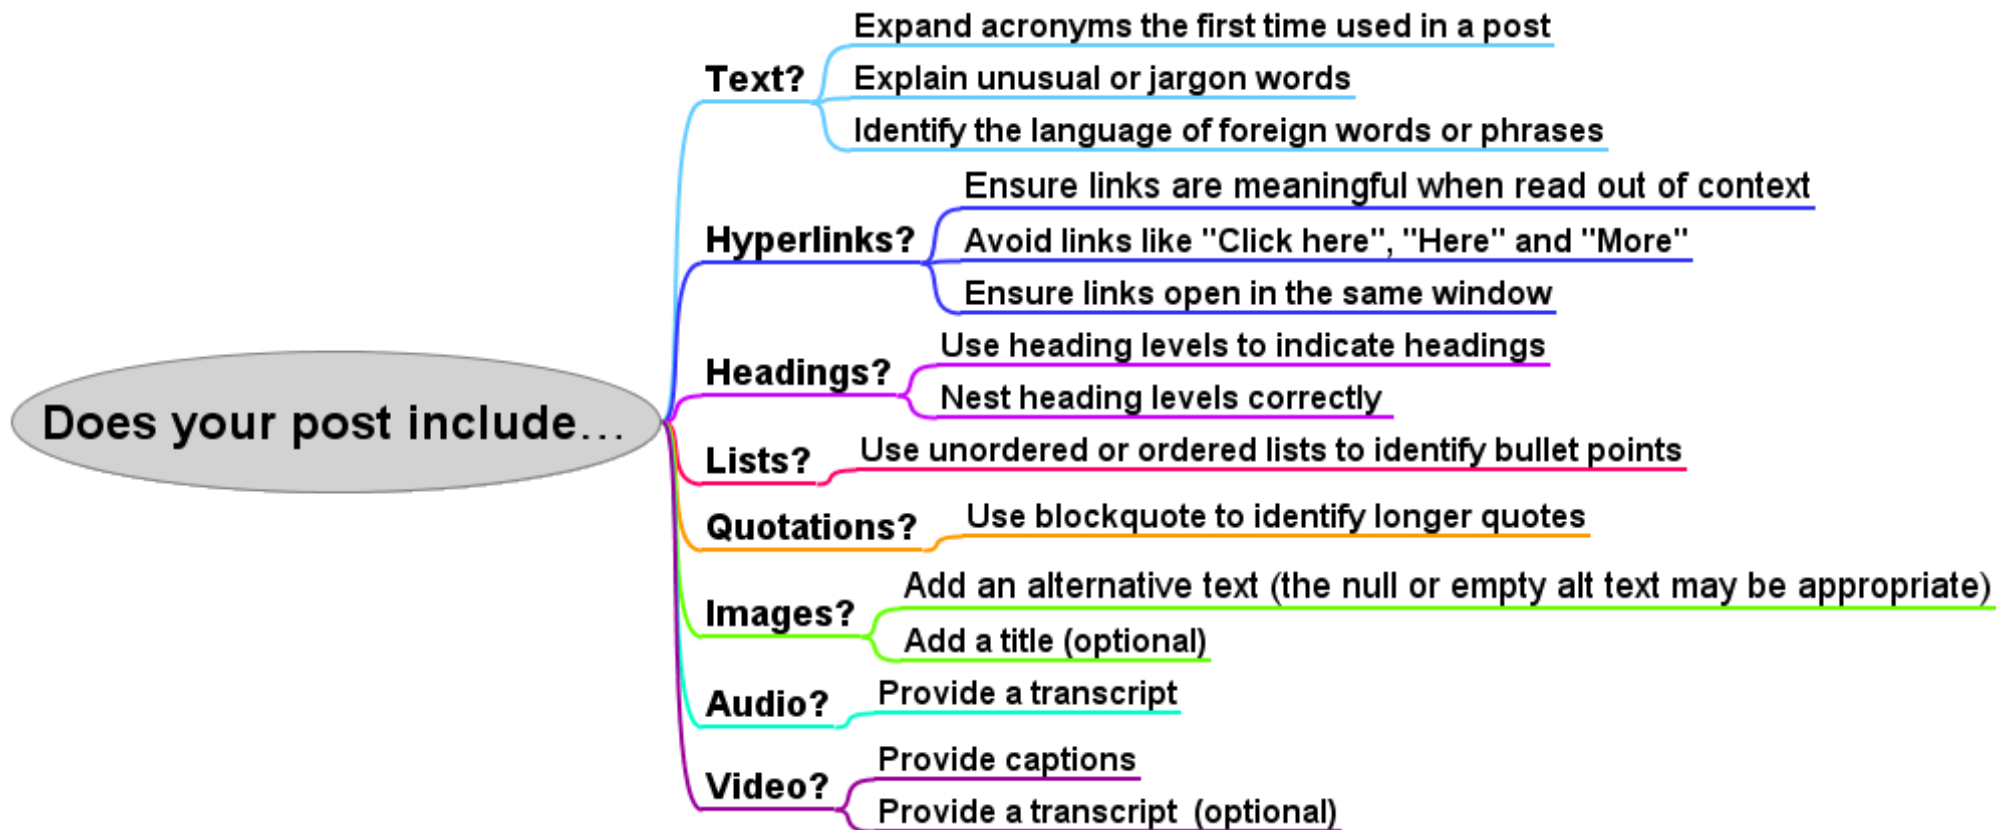 Does your post include...
Text?
Expand acronyms the first time used in a post
Explain unusual or jargon words
Identify the language of foreign words or phrases
Hyperlinks?
Ensure links are meaningful when read out of context
Avoid links like "Click here", "Here" and "More"
Ensure links open in the same window
Headings?
Use heading levels to indicate headings
Nest heading levels correctly
Lists?
Use unordered or ordered lists to identify bullet points
Quotations?
Use blockquote to identify longer quotes
Images?
Add an alternative text (the null or empty alt text may be appropriate)
Add a title (optional)
Audio?
Provide a transcript
Video?
Provide captions
Provide a transcript (optional)